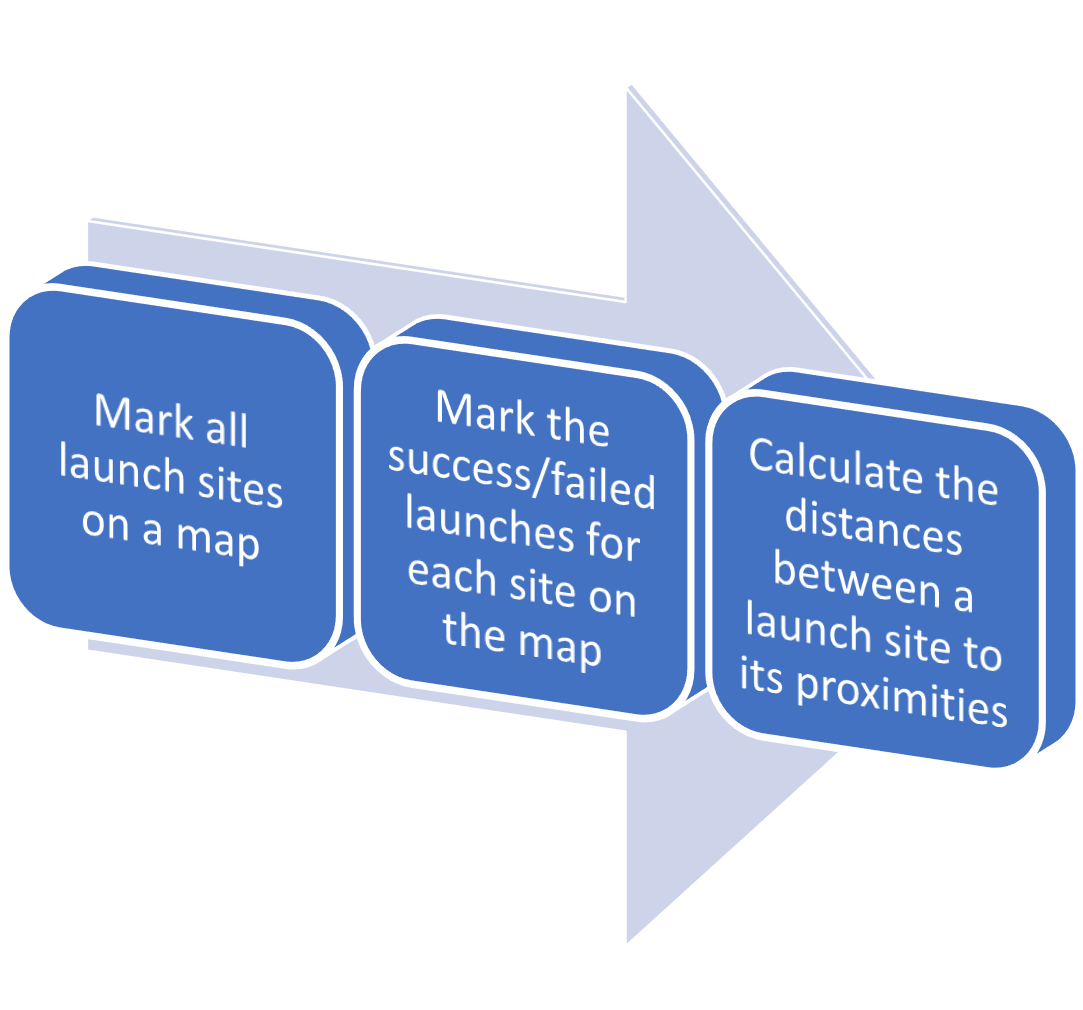 Mark all
launch sites
on a map
Mark the
success/failed
launches for
each site on
the map
Calculate the
distances
between a
launch site to
its proximities